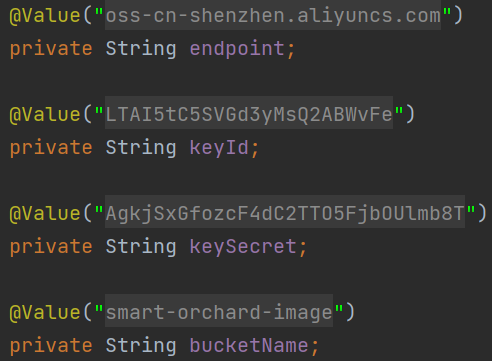 @Value("oss-cn-shenzhen.aliyuncs.com")
private String endpoint;
@Value("LTAI5tC5SVGd3yMsQ2ABWvFe")
private String keyId;
@Value("AgkjSxGfozcF4dC2TTO5FjbOUlmb8T")
private String keySecret;
@Value("smart-orchard-image")
private String bucketName;